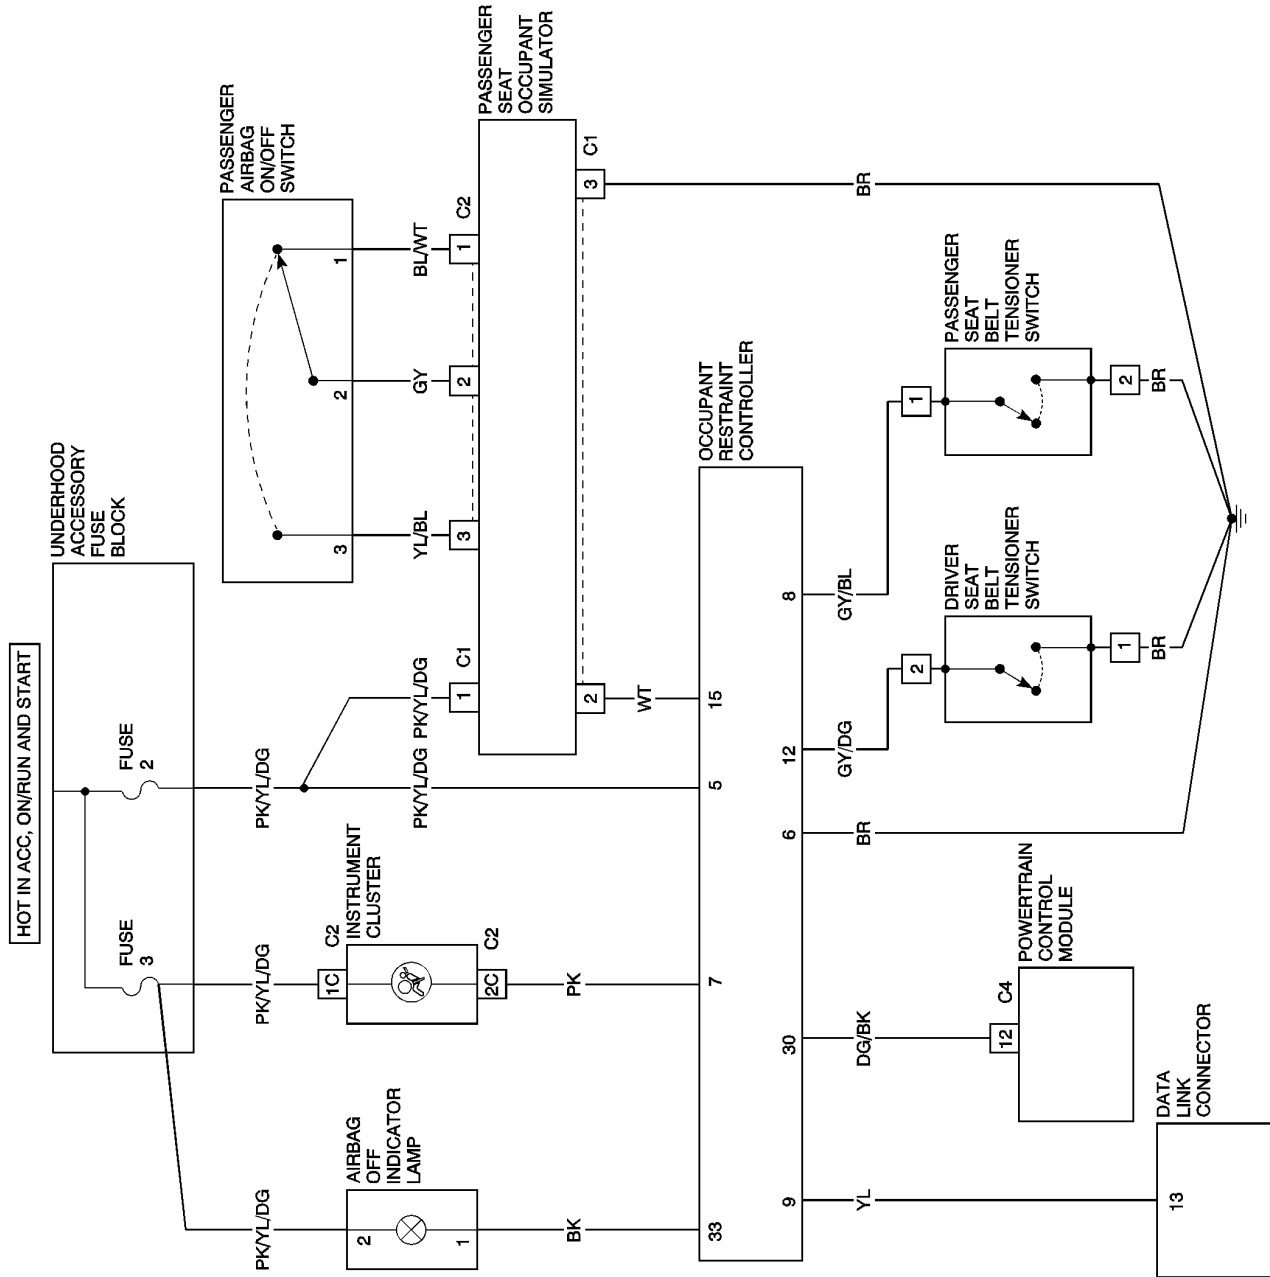 HOT IN ACC, ON/RUN AND START
UNDERHOOD
ACCESSORY
FUSE
BLOCK
FUSE
3
FUSE
2
PASSENGER
AIRBAG
ON/OFF
SWITCH
3
2
1
YL/BL
GY
BL/WT
PASSENGER
SEAT
OCCUPANT
SIMULATOR
1
C1
3
2
1
C2
2
3
C1
PK/YL/DG
PK/YL/DG
PK/YL/DG
PK/YL/DG
PK/YL/DG
AIRBAG
OFF
INDICATOR
LAMP
2
1
INSTRUMENT
CLUSTER
1C
C2
2C
C2
BK
PK
WT
OCCUPANT
RESTRAINT
CONTROLLER
33
7
5
15
9
30
6
12
8
YL
DG/BK
BR
GY/DG
GY/BL
BR
DATA
LINK
CONNECTOR
13
POWERTRAIN
CONTROL
MODULE
12
C4
DRIVER
SEAT
BELT
TENSIONER
SWITCH
2
1
BR
PASSENGER
SEAT
BELT
TENSIONER
SWITCH
1
2
BR